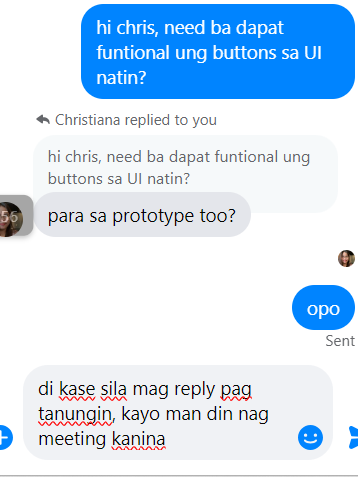 hi chris, need ba dapat
funtional ung buttons sa UI
natin?
Christiana replied to you
hi chris, need ba dapat funtional ung
buttons sa UI natin?
55
para sa prototype too?
opo
Sent
di kase sila mag reply pag
tanungin, kayo man din nag
meeting kanina